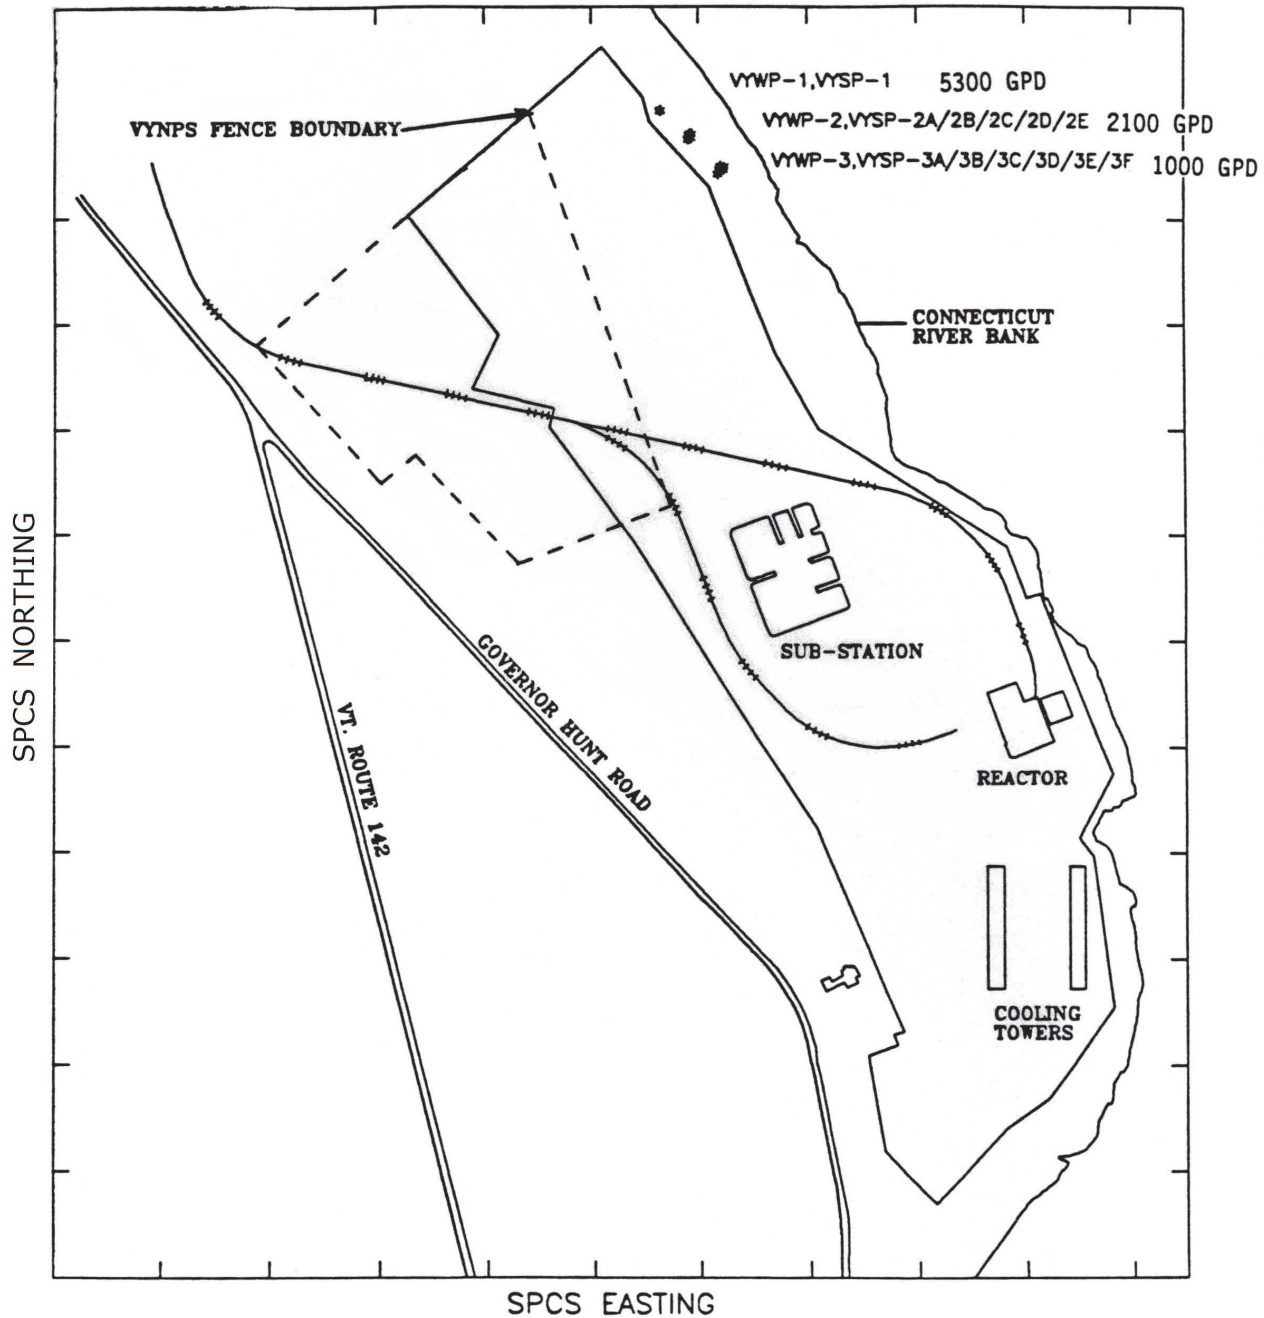 VYWP-1,VYSP-1 5300 GPD
VYNPS FENCE BOUNDARY
VYWP-2,VYSP-2A/2B/2C/2D/2E 2100 GPD
VYWP-3,VYSP-3A/3B/3C/3D/3E/3F 1000 GPD
CONNECTICUT
RIVER BANK
SPCS NORTHING
SUB-STATION
GOVERNOR HUNT ROAD
VT. ROUTE 142
REACTOR
COOLING
TOWERS
SPCS EASTING